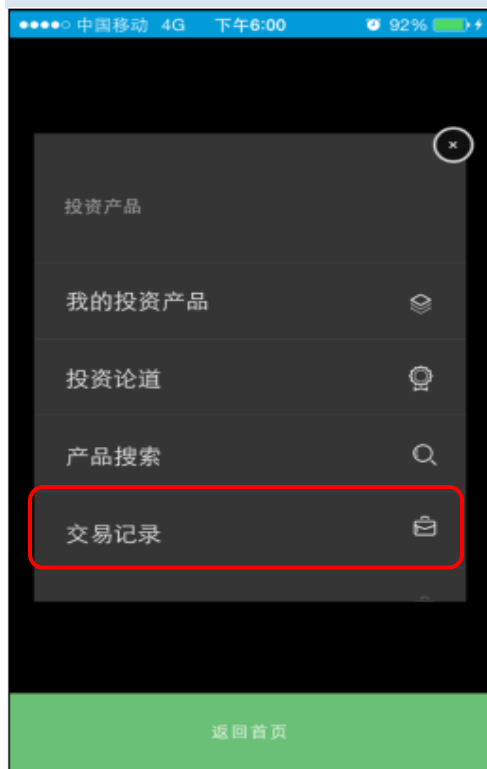 中国移动 4G 下午6:00 92%
投资产品
我的投资产品
投资论道
产品搜索
交易记录
返回首页